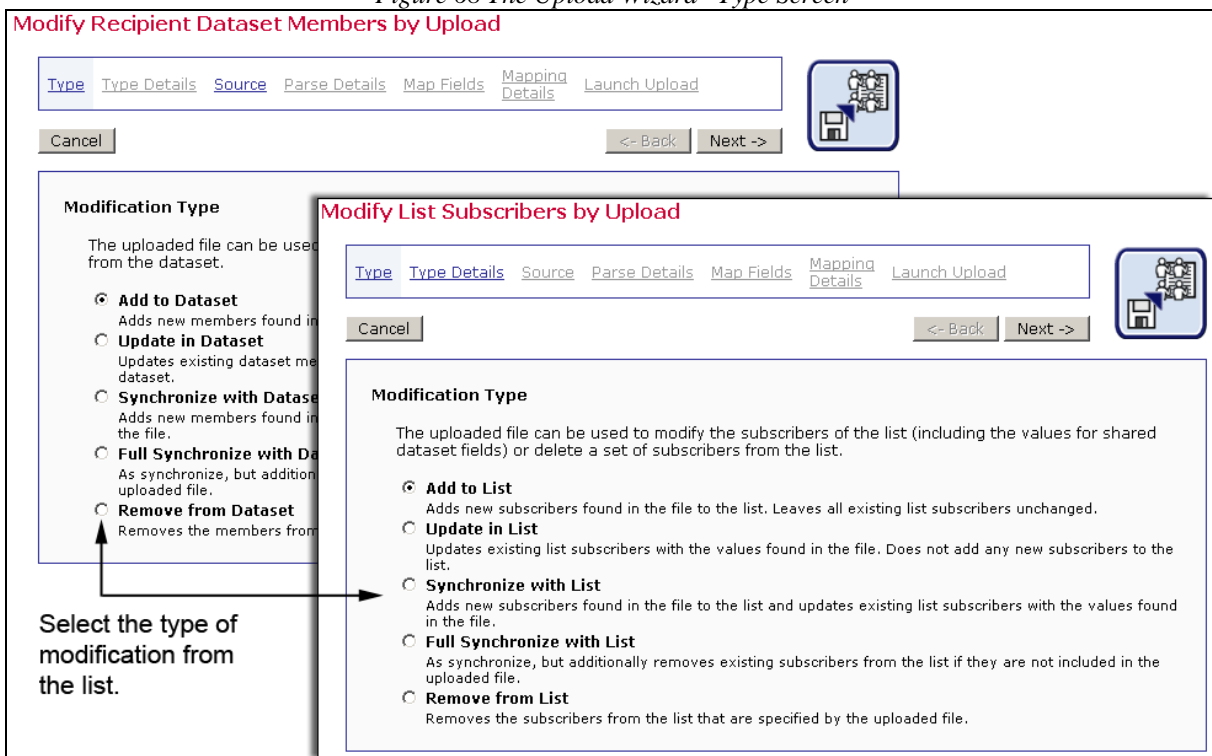 Figure 68 The Upload Wizard - Type Screen
Modify Recipient Dataset Members by Upload
Type Type Details Source Parse Details Map Fields Mapping Details Launch Upload
Cancel <- Back Next ->
Modification Type
The uploaded file can be used
from the dataset.
Add to Dataset
Adds new members found in
Update in Dataset
Updates existing dataset me
dataset.
Synchronize with Datase
Adds new members found in
the file.
Full Synchronize with Da
As synchronize, but addition
uploaded file.
Remove from Dataset
Removes the members from
Select the type of
modification from
the list.
Modify List Subscribers by Upload
Type Type Details Source Parse Details Map Fields Mapping Details Launch Upload
Cancel <- Back Next ->
Modification Type
The uploaded file can be used to modify the subscribers of the list (including the values for shared
dataset fields) or delete a set of subscribers from the list.
Add to List
Adds new subscribers found in the file to the list. Leaves all existing list subscribers unchanged.
Update in List
Updates existing list subscribers with the values found in the file. Does not add any new subscribers to the
list.
Synchronize with List
Adds new subscribers found in the file to the list and updates existing list subscribers with the values found
in the file.
Full Synchronize with List
As synchronize, but additionally removes existing subscribers from the list if they are not included in the
uploaded file.
Remove from List
Removes the subscribers from the list that are specified by the uploaded file.